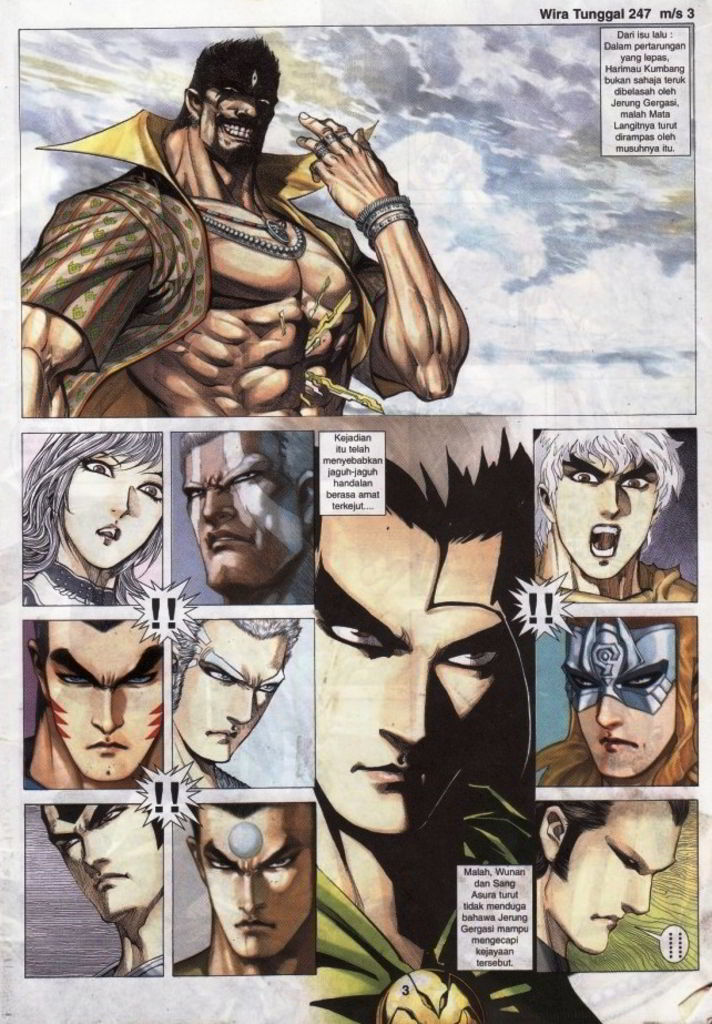 Wira Tunggal 247 m/s 3
Dari isu lalu :
Dalam pertarungan
yang lepas,
Harimau Kumbang
bukan sahaja teruk
dibelasah oleh
Jerung Gergasi,
malah Mata
Langitnya turut
dirampas oleh
musuhnya itu.
Kejadian
itu telah
menyebabkan
jaguh-jaguh
handalan
berasa amat
terkejut....
!!
!!
!!
Malah, Wunan
dan Sang
Asura turut
tidak menduga
bahawa Jerung
Gergasi mampu
mengecapi
kejayaan
tersebut.
3